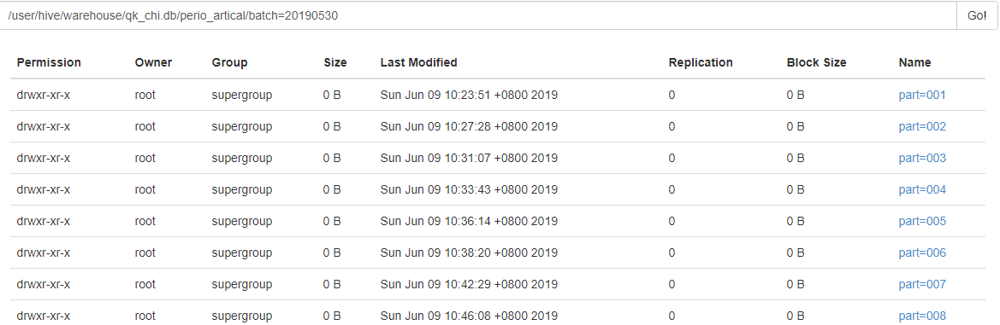 /user/hive/warehouse/qk_chi.db/perio_artical/batch=20190530 Go!
Permission Owner Group Size Last Modified Replication Block Size Name
drwxr-xr-x root supergroup 0 B Sun Jun 09 10:23:51 +0800 2019 0 0 B part=001
drwxr-xr-x root supergroup 0 B Sun Jun 09 10:27:28 +0800 2019 0 0 B part=002
drwxr-xr-x root supergroup 0 B Sun Jun 09 10:31:07 +0800 2019 0 0 B part=003
drwxr-xr-x root supergroup 0 B Sun Jun 09 10:33:43 +0800 2019 0 0 B part=004
drwxr-xr-x root supergroup 0 B Sun Jun 09 10:36:14 +0800 2019 0 0 B part=005
drwxr-xr-x root supergroup 0 B Sun Jun 09 10:38:20 +0800 2019 0 0 B part=006
drwxr-xr-x root supergroup 0 B Sun Jun 09 10:42:29 +0800 2019 0 0 B part=007
drwxr-xr-x root supergroup 0 B Sun Jun 09 10:46:08 +0800 2019 0 0 B part=008